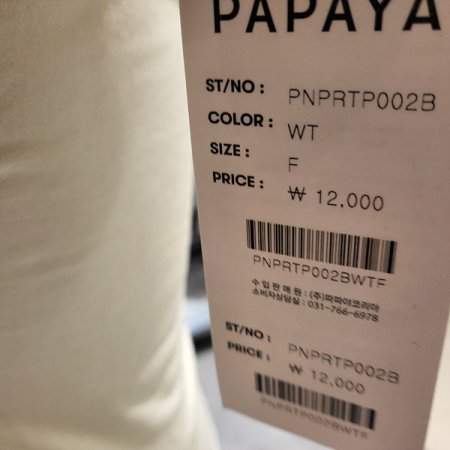 PAPAYA
ST/NO : PNPRTP002B
COLOR : WT
SIZE : F
PRICE : ₩ 12,000
PNPRTP002BWTF
수 입 판 매 원 : (주)파파야코리아
소비자상담실 : 031-766-6978
ST/NO : PNPRTP002B
PRICE : ₩ 12,000
PNPRTP002BWTF